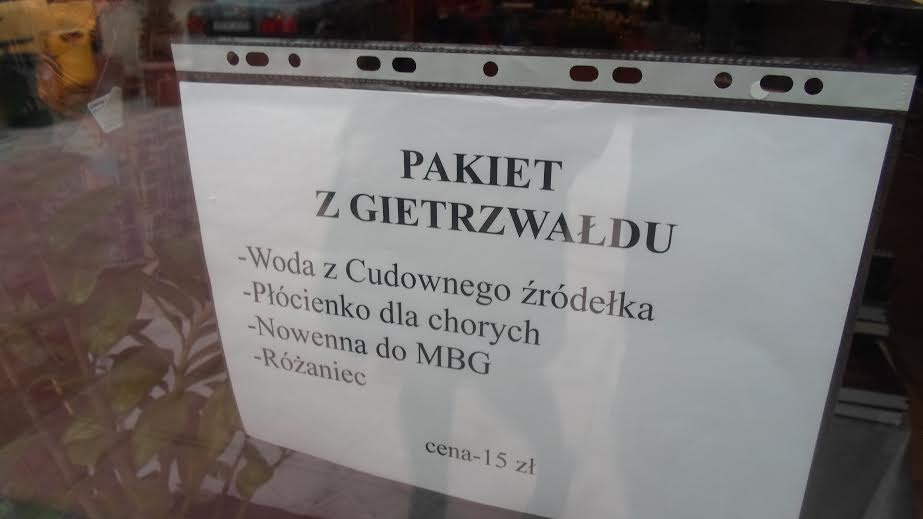 PAKIET
Z GIETRZWAŁDU
-Woda z Cudownego źródełka
-Płócienko dla chorych
-Nowenna do MBG
-Różaniec
cena-15 zł